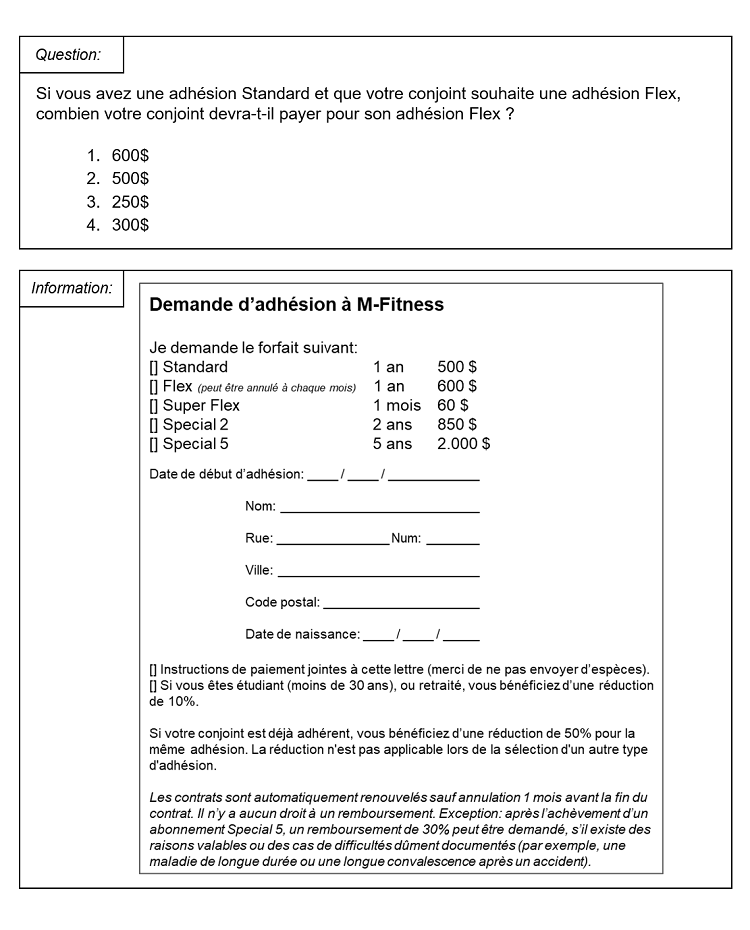 Question:
Si vous avez une adhésion Standard et que votre conjoint souhaite une adhésion Flex,
combien votre conjoint devra-t-il payer pour son adhésion Flex ?
1. 600$
2. 500$
3. 250$
4. 300$
Information:
Demande d’adhésion à M-Fitness
Je demande le forfait suivant:
[] Standard 1 an 500 $
[] Flex (peut être annulé à chaque mois) 1 an 600 $
[] Super Flex 1 mois 60 $
[] Special 2 2 ans 850 $
[] Special 5 5 ans 2.000 $
Date de début d’adhésion: ____ / ____ / ____________
Nom: __________________________
Rue: _______________ Num: _______
Ville: __________________________
Code postal: ____________________
Date de naissance: ____ / ____ / _____
[] Instructions de paiement jointes à cette lettre (merci de ne pas envoyer d’espèces).
[] Si vous êtes étudiant (moins de 30 ans), ou retraité, vous bénéficiez d’une réduction
de 10%.
Si votre conjoint est déjà adhérent, vous bénéficiez d’une réduction de 50% pour la
même adhésion. La réduction n'est pas applicable lors de la sélection d'un autre type
d'adhésion.
Les contrats sont automatiquement renouvelés sauf annulation 1 mois avant la fin du
contrat. Il n’y a aucun droit à un remboursement. Exception: après l’achèvement d’un
abonnement Special 5, un remboursement de 30% peut être demandé, s’il existe des
raisons valables ou des cas de difficultés dûment documentés (par exemple, une
maladie de longue durée ou une longue convalescence après un accident).